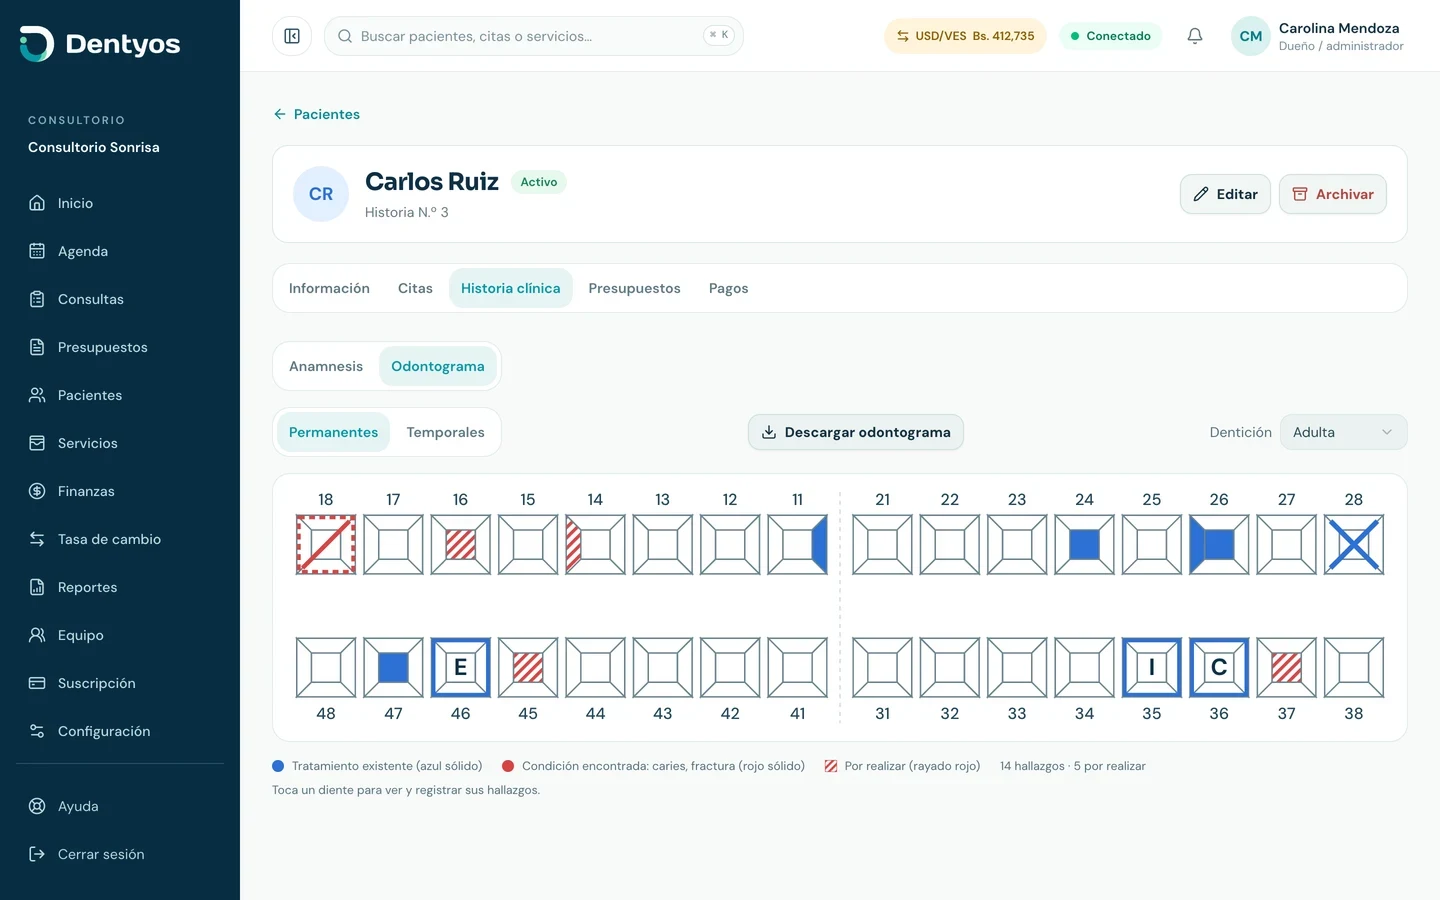 Dentyos
CONSULTORIO
Consultorio Sonrisa
Inicio
Agenda
Consultas
Presupuestos
Pacientes
Servicios
Finanzas
Tasa de cambio
Reportes
Equipo
Suscripción
Configuración
Ayuda
Cerrar sesión
Buscar pacientes, citas o servicios...
⌘ K
USD/VES Bs. 412,735
Conectado
CM
Carolina Mendoza
Dueño / administrador
← Pacientes
CR
Carlos Ruiz
Activo
Historia N.º 3
Editar
Archivar
Información Citas Historia clínica Presupuestos Pagos
Anamnesis Odontograma
Permanentes Temporales
Descargar odontograma
Dentición Adulta
18 17 16 15 14 13 12 11 21 22 23 24 25 26 27 28
E I C
48 47 46 45 44 43 42 41 31 32 33 34 35 36 37 38
Tratamiento existente (azul sólido) Condición encontrada: caries, fractura (rojo sólido) Por realizar (rayado rojo) 14 hallazgos · 5 por realizar
Toca un diente para ver y registrar sus hallazgos.